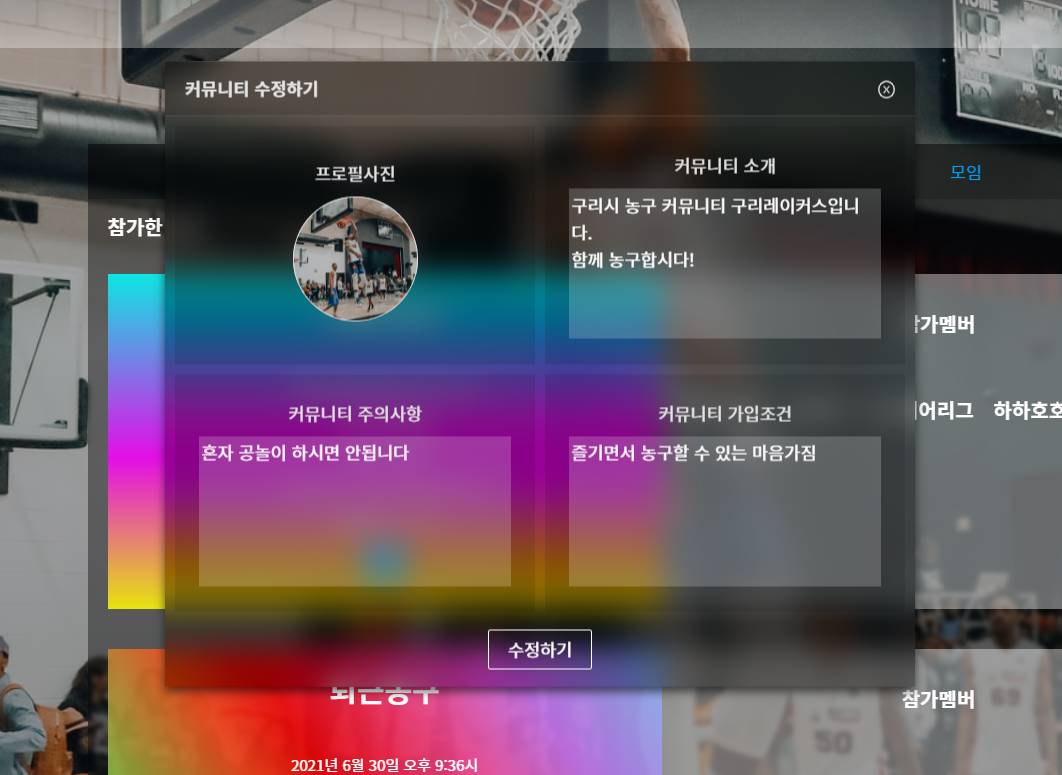 HOME
커뮤니티 수정하기
모임
프로필사진
커뮤니티 소개
구리시 농구 커뮤니티 구리레이커스입니
다.
함께 농구합시다!
참가한
가멤버
어리그 하하호호
커뮤니티 주의사항
혼자 공놀이 하시면 안됩니다
커뮤니티 가입조건
즐기면서 농구할 수 있는 마음가짐
수정하기
퇴근농구
참가멤버
69
50
2021년 6월 30일 오후 9:36시